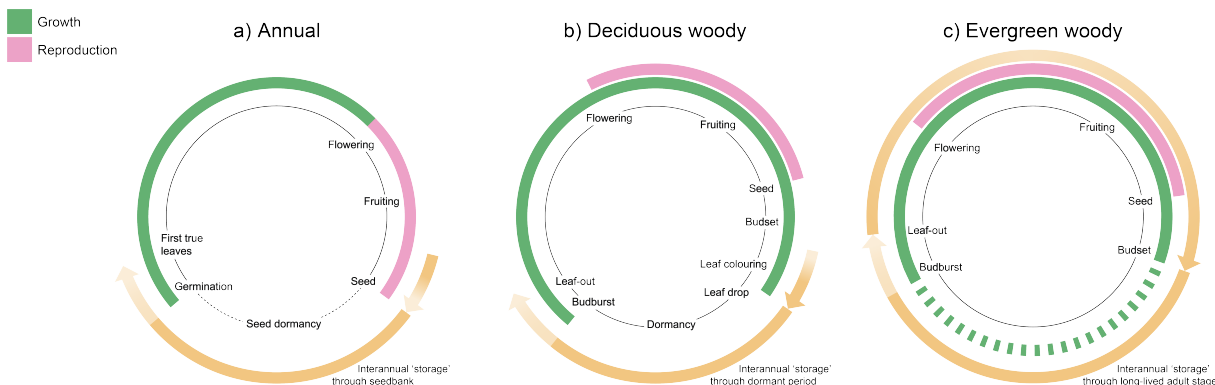 Growth
Reproduction
a) Annual
Flowering
Fruiting
Seed
Seed dormancy
Germination
First true
leaves
Interannual 'storage'
through seedbank
b) Deciduous woody
Flowering
Fruiting
Seed
Budset
Leaf colouring
Leaf drop
Dormancy
Budburst
Leaf-out
Interannual 'storage'
through dormant period
c) Evergreen woody
Flowering
Fruiting
Seed
Budset
Budburst
Leaf-out
Interannual 'storage'
through long-lived adult stage